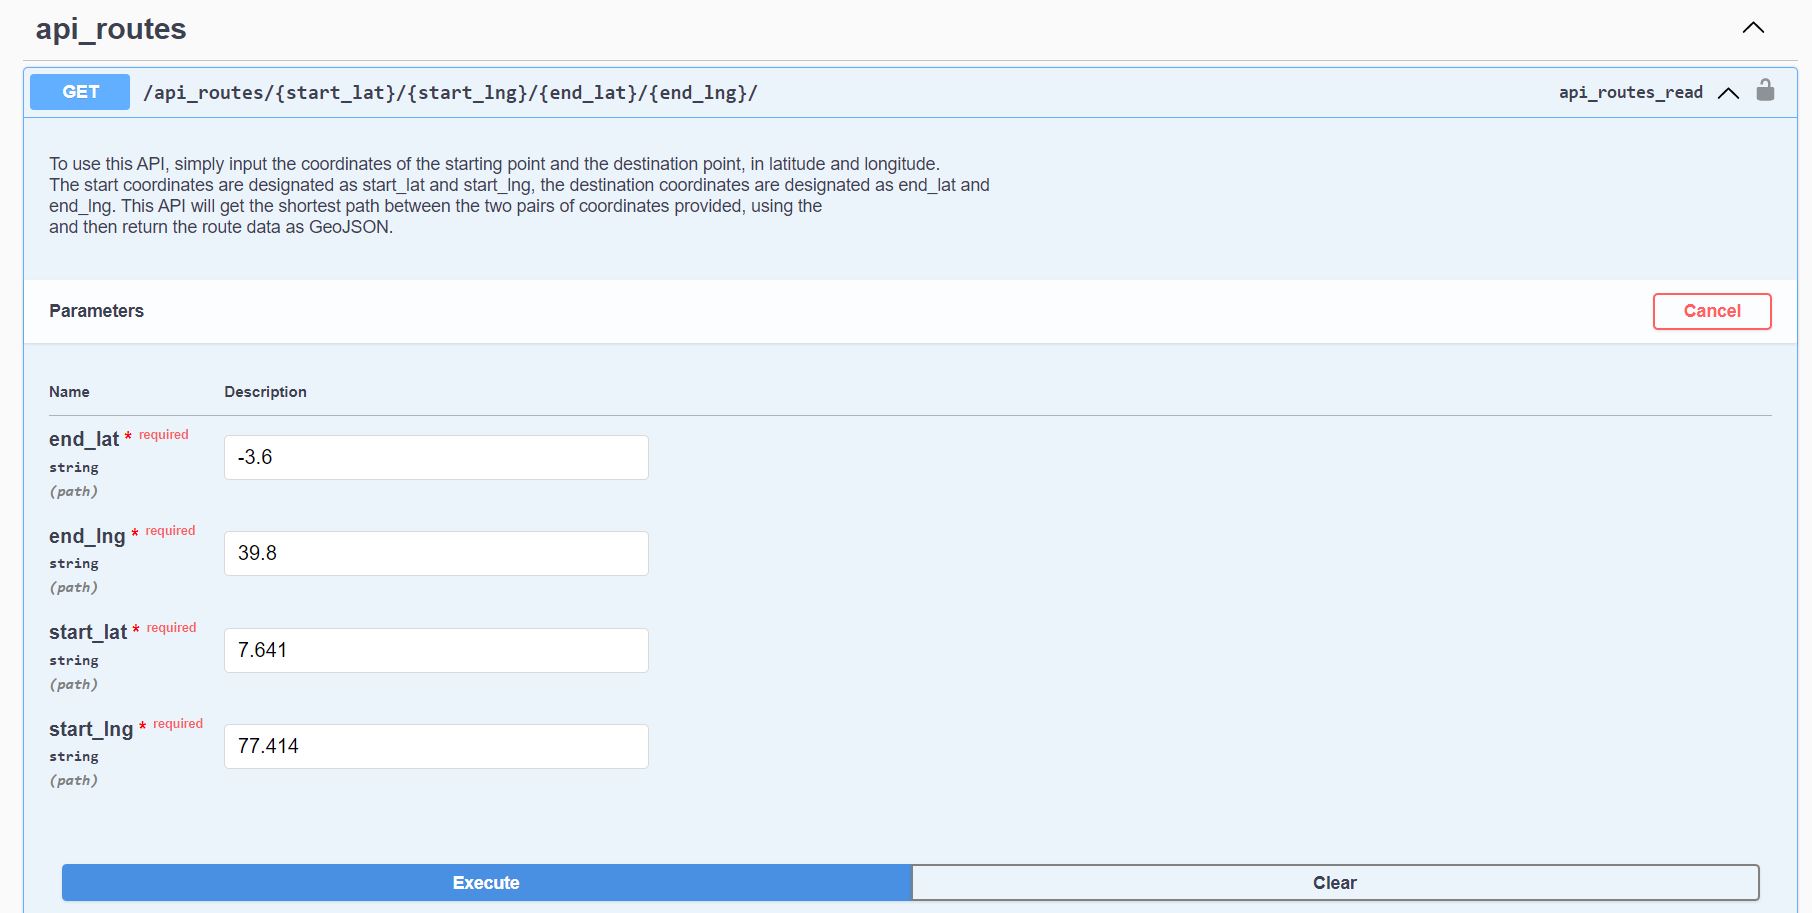 api_routes
GET /api_routes/{start_lat}/{start_lng}/{end_lat}/{end_lng}/ api_routes_read
To use this API, simply input the coordinates of the starting point and the destination point, in latitude and longitude.
The start coordinates are designated as start_lat and start_lng, the destination coordinates are designated as end_lat and
end_lng. This API will get the shortest path between the two pairs of coordinates provided, using the
and then return the route data as GeoJSON.
Parameters Cancel
Name Description
end_lat * required
string
(path)
-3.6
end_lng * required
string
(path)
39.8
start_lat * required
string
(path)
7.641
start_lng * required
string
(path)
77.414
Execute Clear